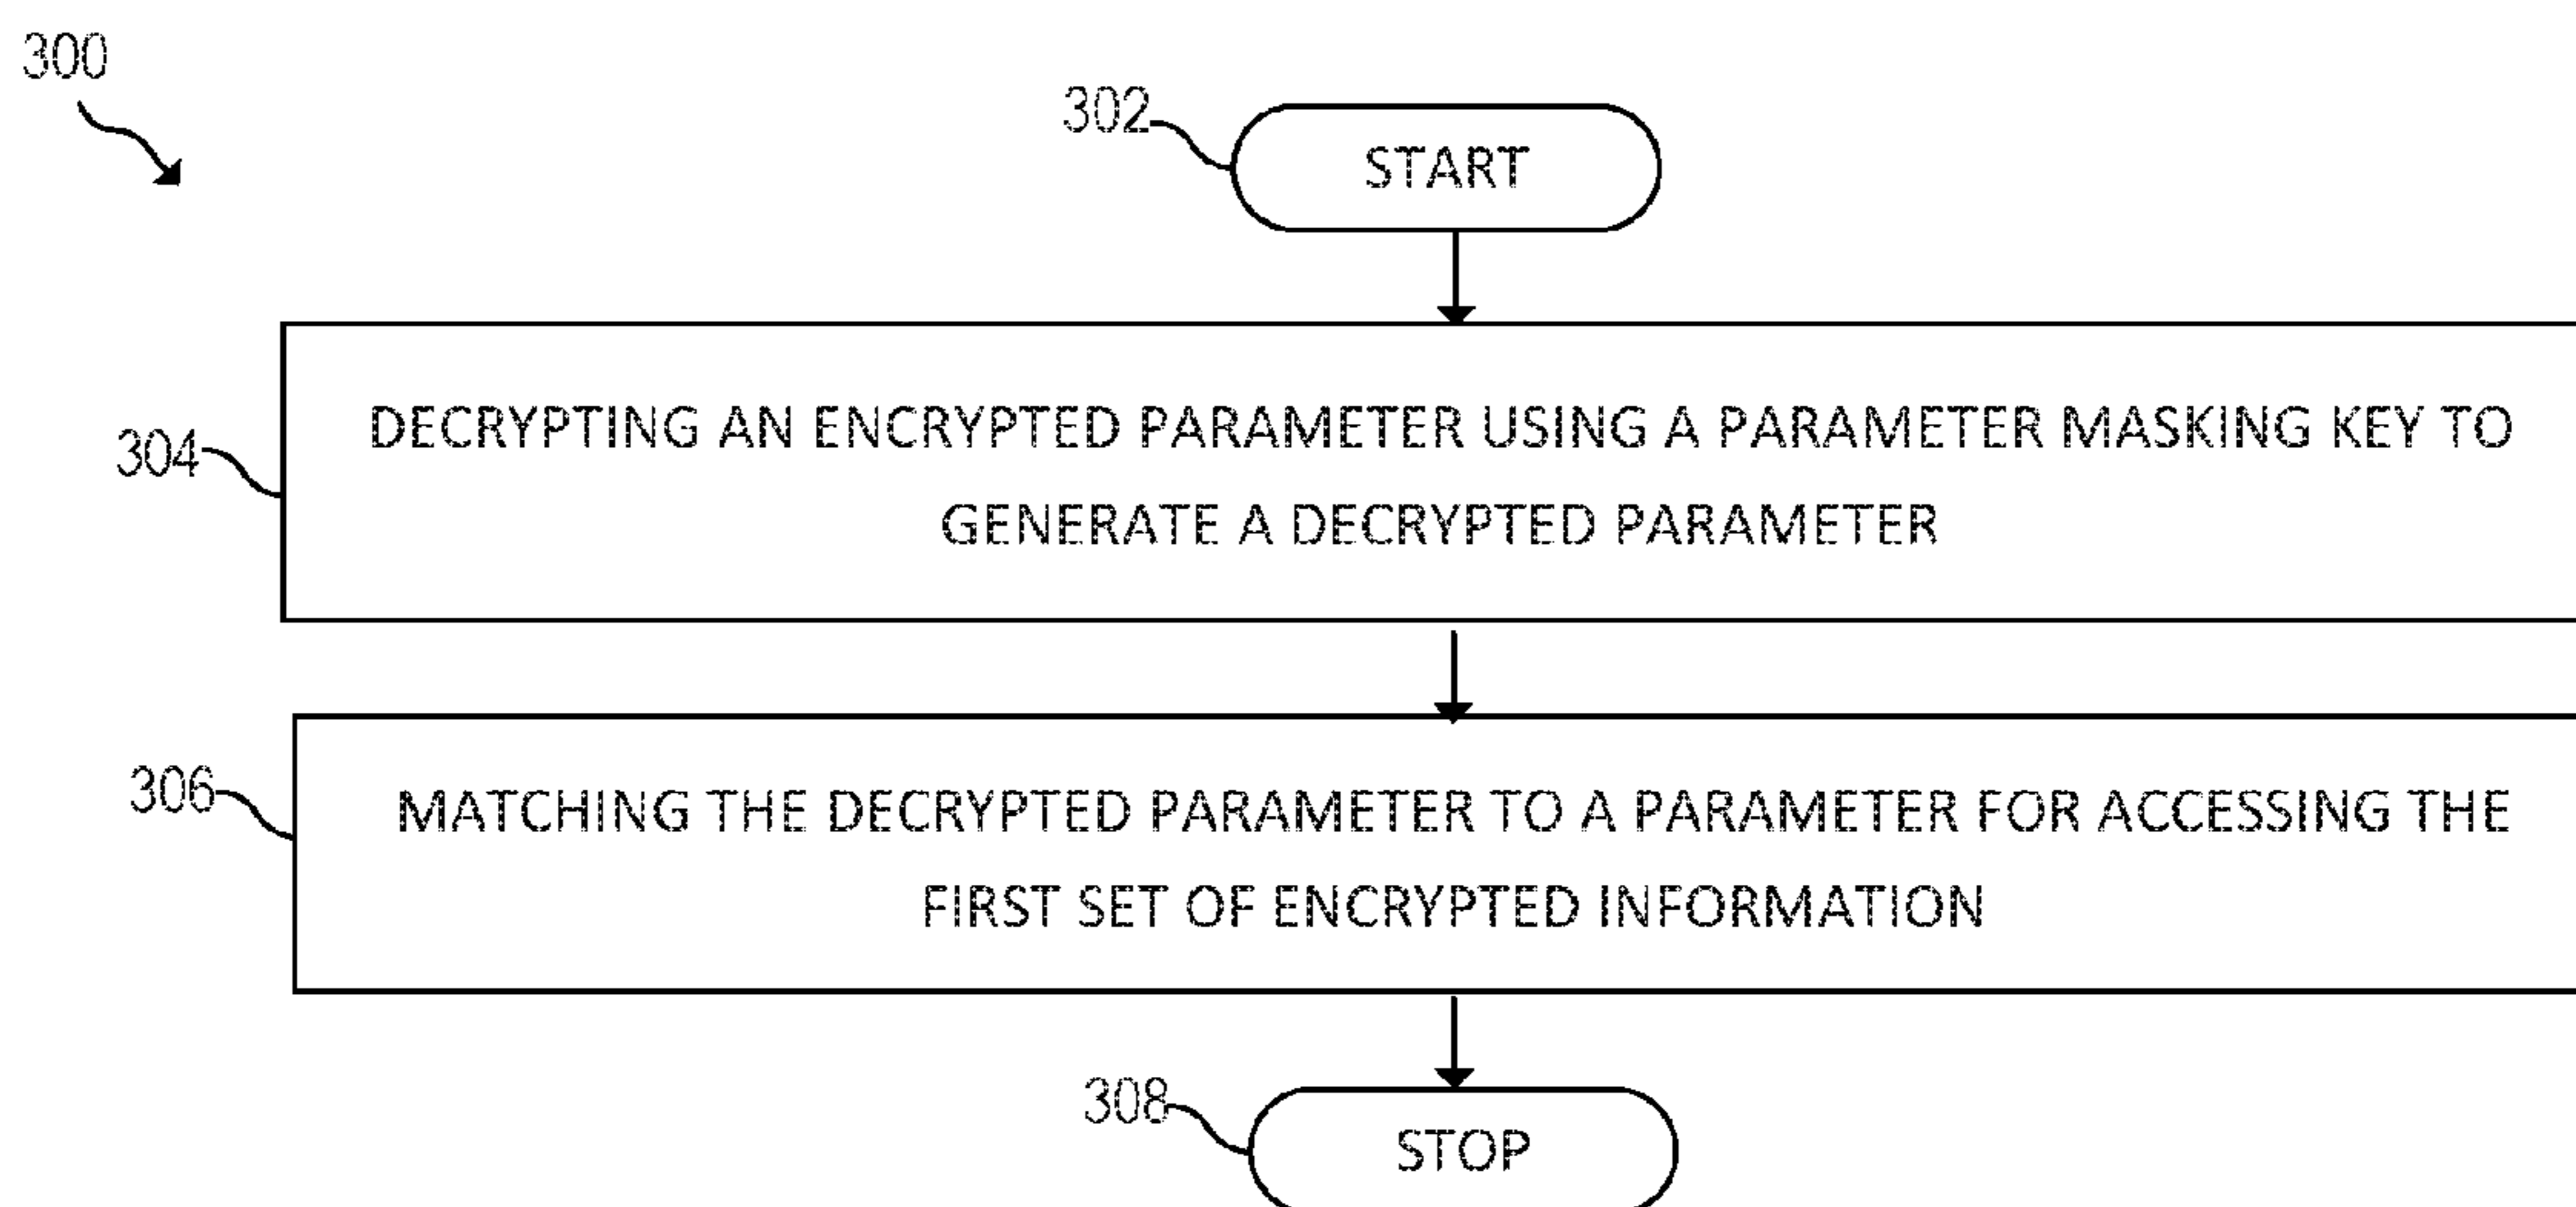 300
302
START
304
DECRYPTING AN ENCRYPTED PARAMETER USING A PARAMETER MASKING KEY TO
GENERATE A DECRYPTED PARAMETER
306
MATCHING THE DECRYPTED PARAMETER TO A PARAMETER FOR ACCESSING THE
FIRST SET OF ENCRYPTED INFORMATION
308
STOP